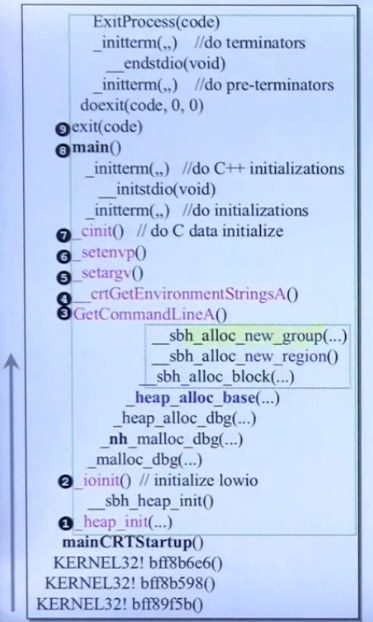 ExitProcess(code)
_initterm(,,) //do terminators
__endstdio(void)
_initterm(,,) //do pre-terminators
doexit(code, 0, 0)
❾exit(code)
❽main()
_initterm(,,) //do C++ initializations
__initstdio(void)
_initterm(,,) //do initializations
❼_cinit() // do C data initialize
❻_setenvp()
❺_setargv()
❹__crtGetEnvironmentStringsA()
❸GetCommandLineA()
__sbh_alloc_new_group(...)
__sbh_alloc_new_region()
__sbh_alloc_block(...)
_heap_alloc_base(...)
_heap_alloc_dbg(...)
_nh_malloc_dbg(...)
_malloc_dbg(...)
❷_ioinit() // initialize lowio
__sbh_heap_init()
❶_heap_init(...)
mainCRTStartup()
KERNEL32! bff8b6e6()
KERNEL32! bff8b598()
KERNEL32! bff89f5b()